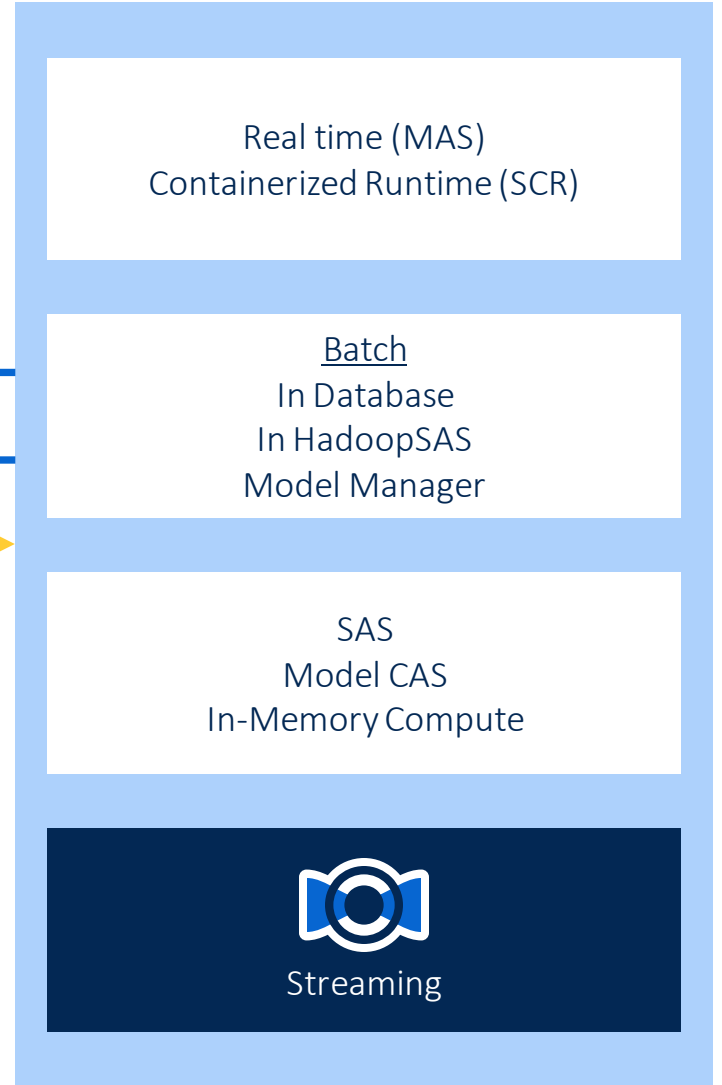 Real time (MAS)
Containerized Runtime (SCR)
Batch
In Database
In HadoopSAS
Model Manager
SAS
Model CAS
In-Memory Compute
Streaming